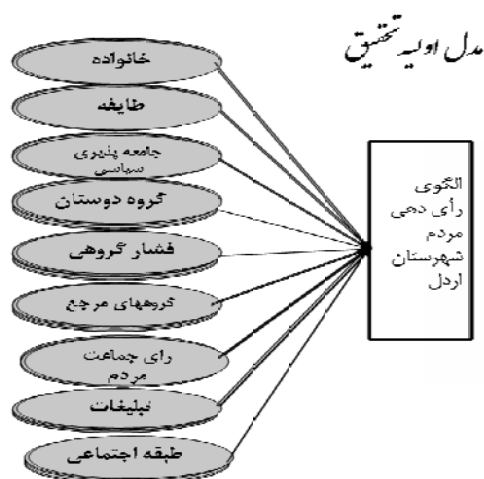 مدل اولیه تحقیق
خانواده
طایفه
جامعه پذیری
سیاسی
گروه دوستان
فشار گروهی
گروههای مرجع
رای جماعت
مردم
تبلیغات
طبقه اجتماعی
الگوی
رأی دهی
مردم
شهرستان
اردل